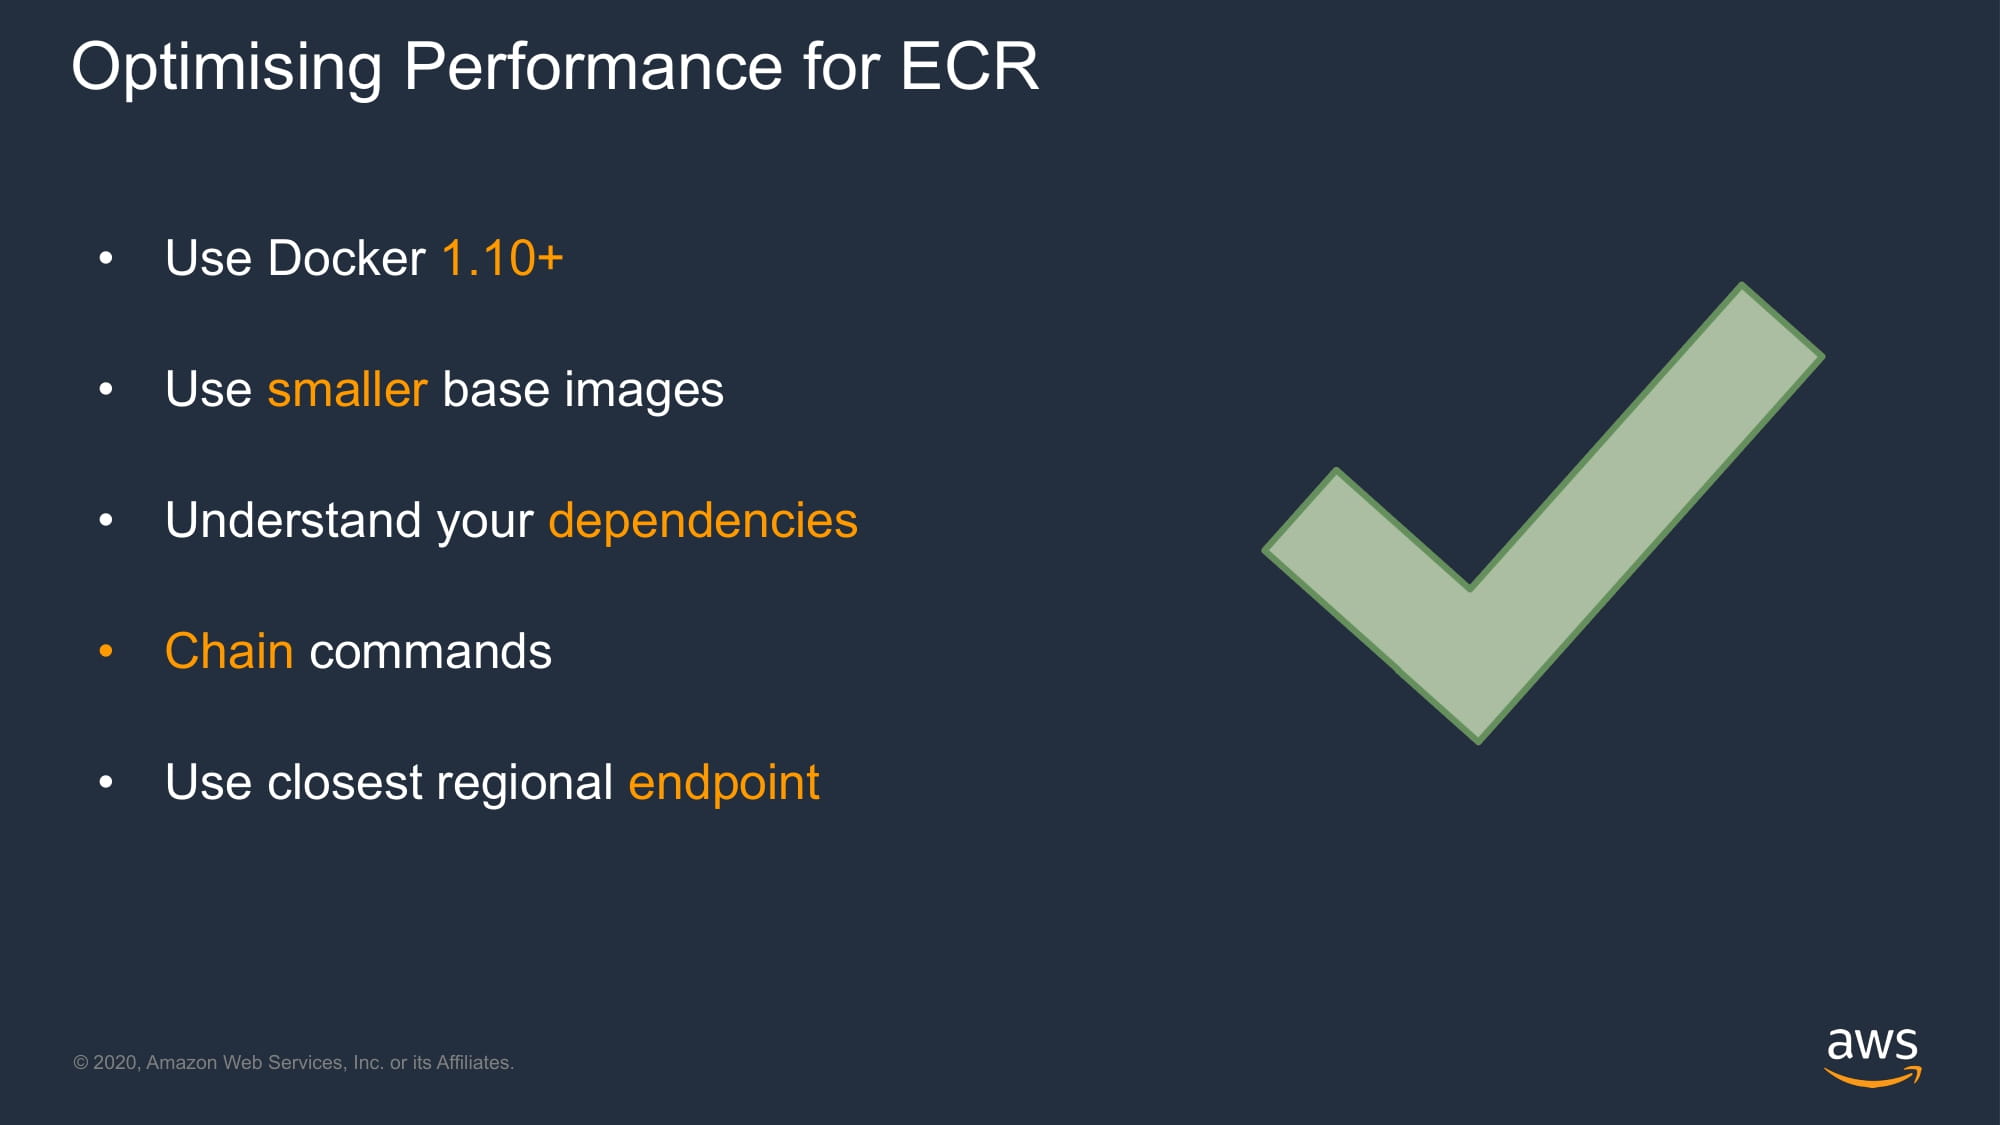 Optimising Performance for ECR
• Use Docker 1.10+
• Use smaller base images
• Understand your dependencies
• Chain commands
• Use closest regional endpoint
© 2020, Amazon Web Services, Inc. or its Affiliates.
aws